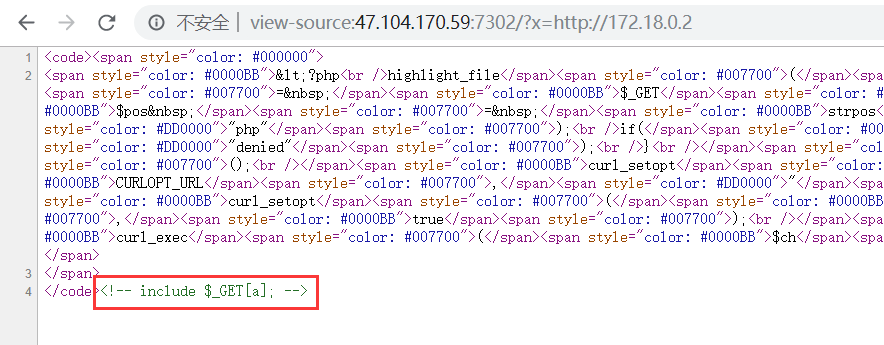 不安全 | view-source:47.104.170.59:7302/?x=http://172.18.0.2
1 <code><span style="color: #000000">
2 <span style="color: #0000BB">&lt;?php<br />highlight_file</span><span style="color: #007700">(</span><spa
<span style="color: #007700">=&nbsp;</span><span style="color: #0000BB">$_GET</span><span style="color: #007700
#0000BB">$pos&nbsp;</span><span style="color: #007700">=&nbsp;</span><span style="color: #0000BB">strpos<
style="color: #DD0000">"php"</span><span style="color: #007700">);<br />if(</span><span style="color: #0
"denied"</span><span style="color: #007700">);<br />}<br /></span><span
style="color: #007700">();<br /></span><span style="color: #0000BB">curl_setopt</span><span style="color:
#0000BB">CURLOPT_URL</span><span style="color: #007700">,</span><span style="color: #DD0000">"</span><spa
style="color: #0000BB">curl_setopt</span><span style="color: #007700">(</span><span style="color: #0000BB
#007700">,</span><span style="color: #0000BB">true</span><span style="color: #007700">);<br /></span><spa
#0000BB">curl_exec</span><span style="color: #007700">(</span><span style="color: #0000BB">$ch</span><spa
</span>
3 </span>
4 </code><!-- include $_GET[a]; -->